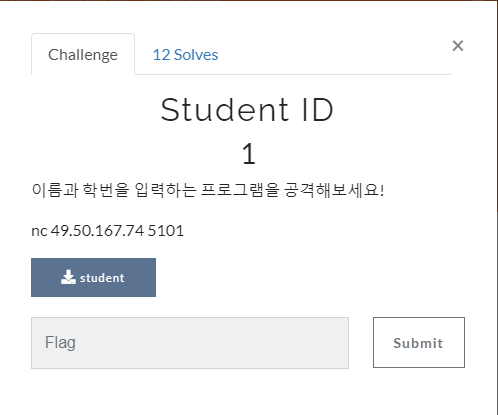 Challenge
12 Solves
×
Student ID
1
이름과 학번을 입력하는 프로그램을 공격해보세요!
nc 49.50.167.74 5101
student
Flag
Submit